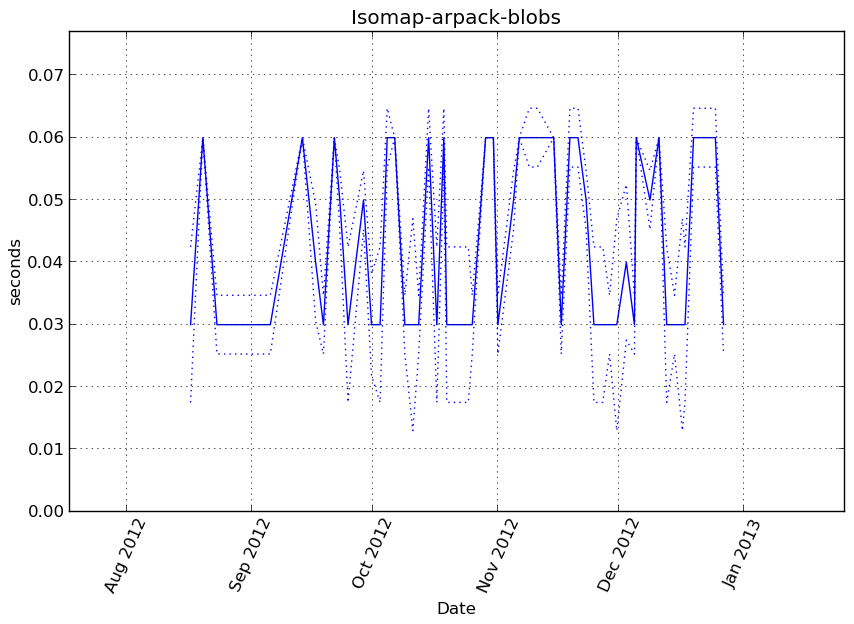 Isomap-arpack-blobs
0.07
0.06
0.05
0.04
0.03
0.02
0.01
0.00
seconds
Aug 2012
Sep 2012
Oct 2012
Nov 2012
Dec 2012
Jan 2013
Date